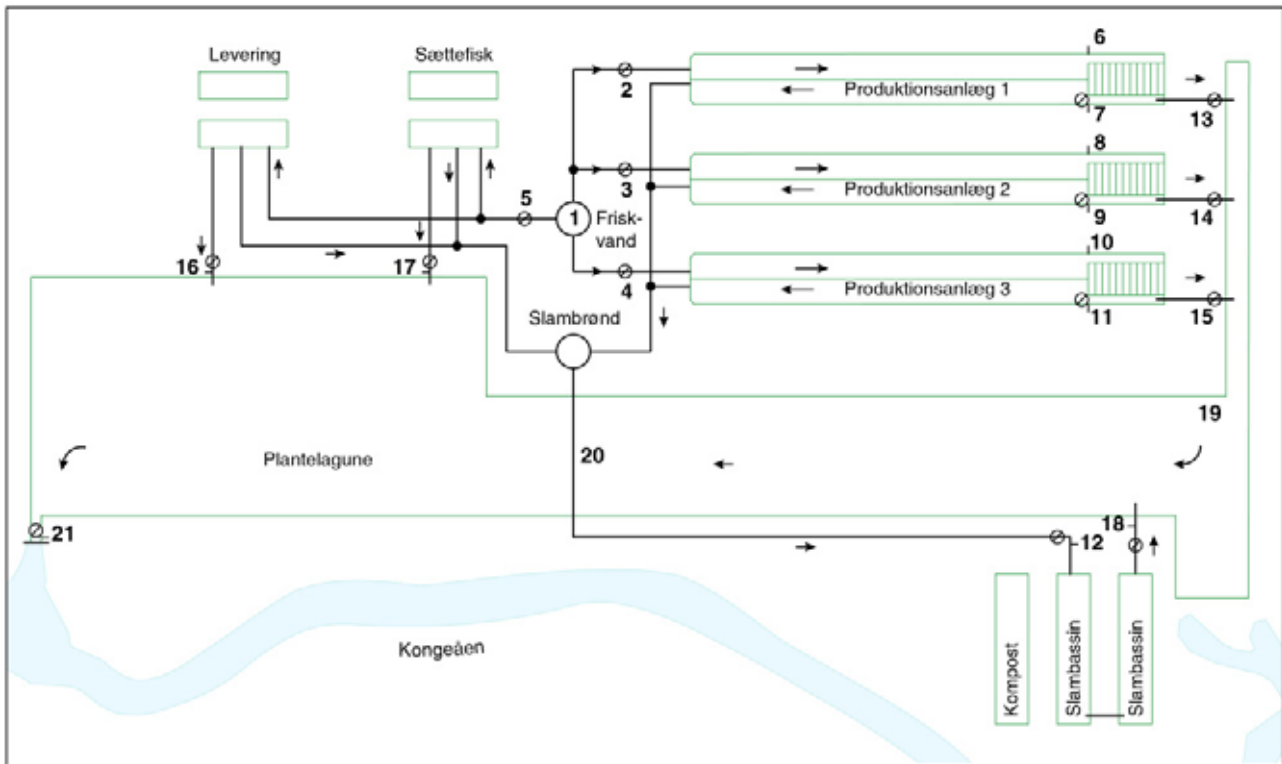 Levering
Sættefisk
6
2
Produktionsanlæg 1
7
13
8
3
Produktionsanlæg 2
5
1
Frisk-
vand
9
14
10
16
17
4
Produktionsanlæg 3
11
15
Slambrønd
19
Plantelagune
20
21
18
12
Kongeåen
Kompost
Slambassin
Slambassin